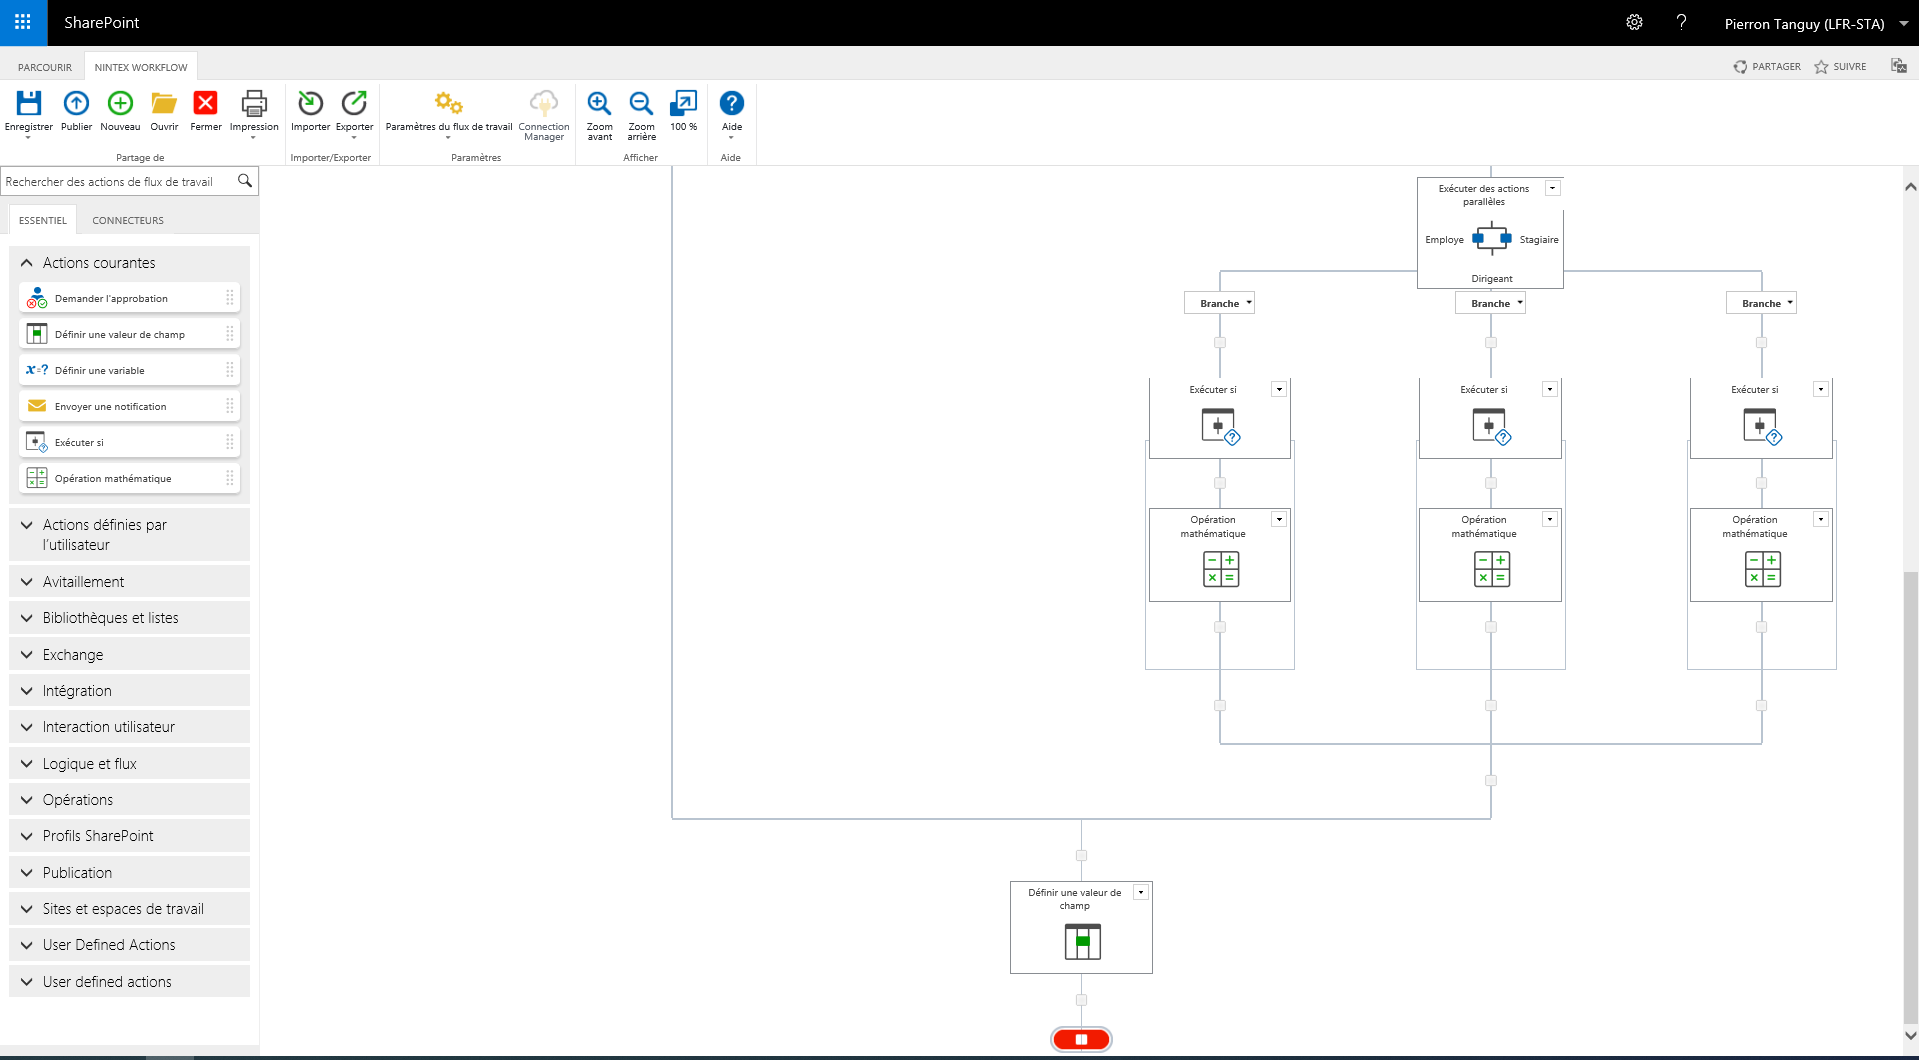 SharePoint
?
Pierron Tanguy (LFR-STA)
PARCOURIR
NINTEX WORKFLOW
PARTAGER
SUIVRE
Enregistrer
Publier
Nouveau
Ouvrir
Fermer
Impression
Importer
Exporter
Paramètres du flux de travail
Connection
Manager
Zoom
avant
Zoom
arrière
100 %
?
Aide
Partage de
Importer/Exporter
Paramètres
Afficher
Aide
Rechercher des actions de flux de travail
ESSENTIEL
CONNECTEURS
Actions courantes
Demander l'approbation
Définir une valeur de champ
x=?
Définir une variable
Envoyer une notification
Exécuter si
Opération mathématique
Actions définies par
l'utilisateur
Avitaillement
Bibliothèques et listes
Exchange
Intégration
Interaction utilisateur
Logique et flux
Opérations
Profils SharePoint
Publication
Sites et espaces de travail
User Defined Actions
User defined actions
Exécuter des actions
parallèles
Employe
Stagiaire
Dirigeant
Branche
Branche
Branche
Exécuter si
Exécuter si
Exécuter si
Opération
mathématique
Opération
mathématique
Opération
mathématique
Définir une valeur de
champ